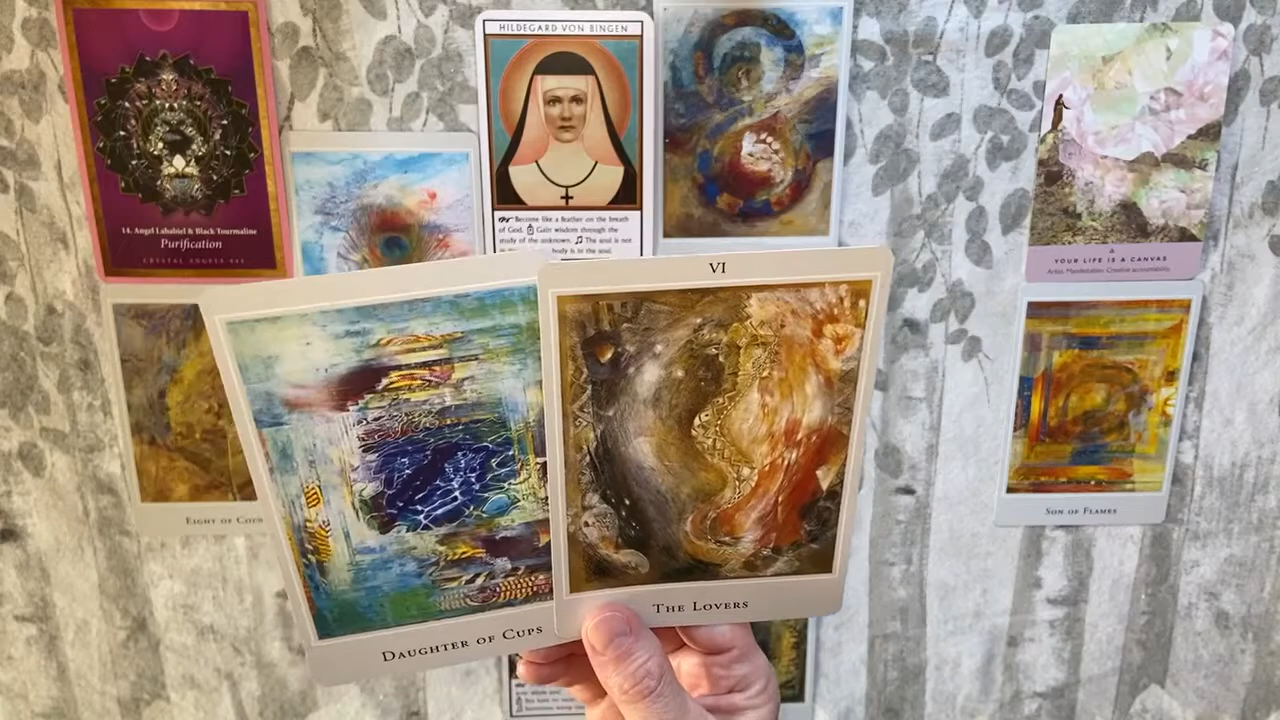 14. Angel Lahabiel & Black Tourmaline
Purification
CRYSTAL ANGELS 444
HILDEGARD VON BINGEN
Become like a feather on the breath
of God. Gain wisdom through the
study of the unknown. The soul is not
body is in the soul.
YOUR LIFE IS A CANVAS
Artist. Manifestation. Creative accountability.
EIGHT OF COIN
SON OF FLAMES
DAUGHTER OF CUPS
VI
THE LOVERS